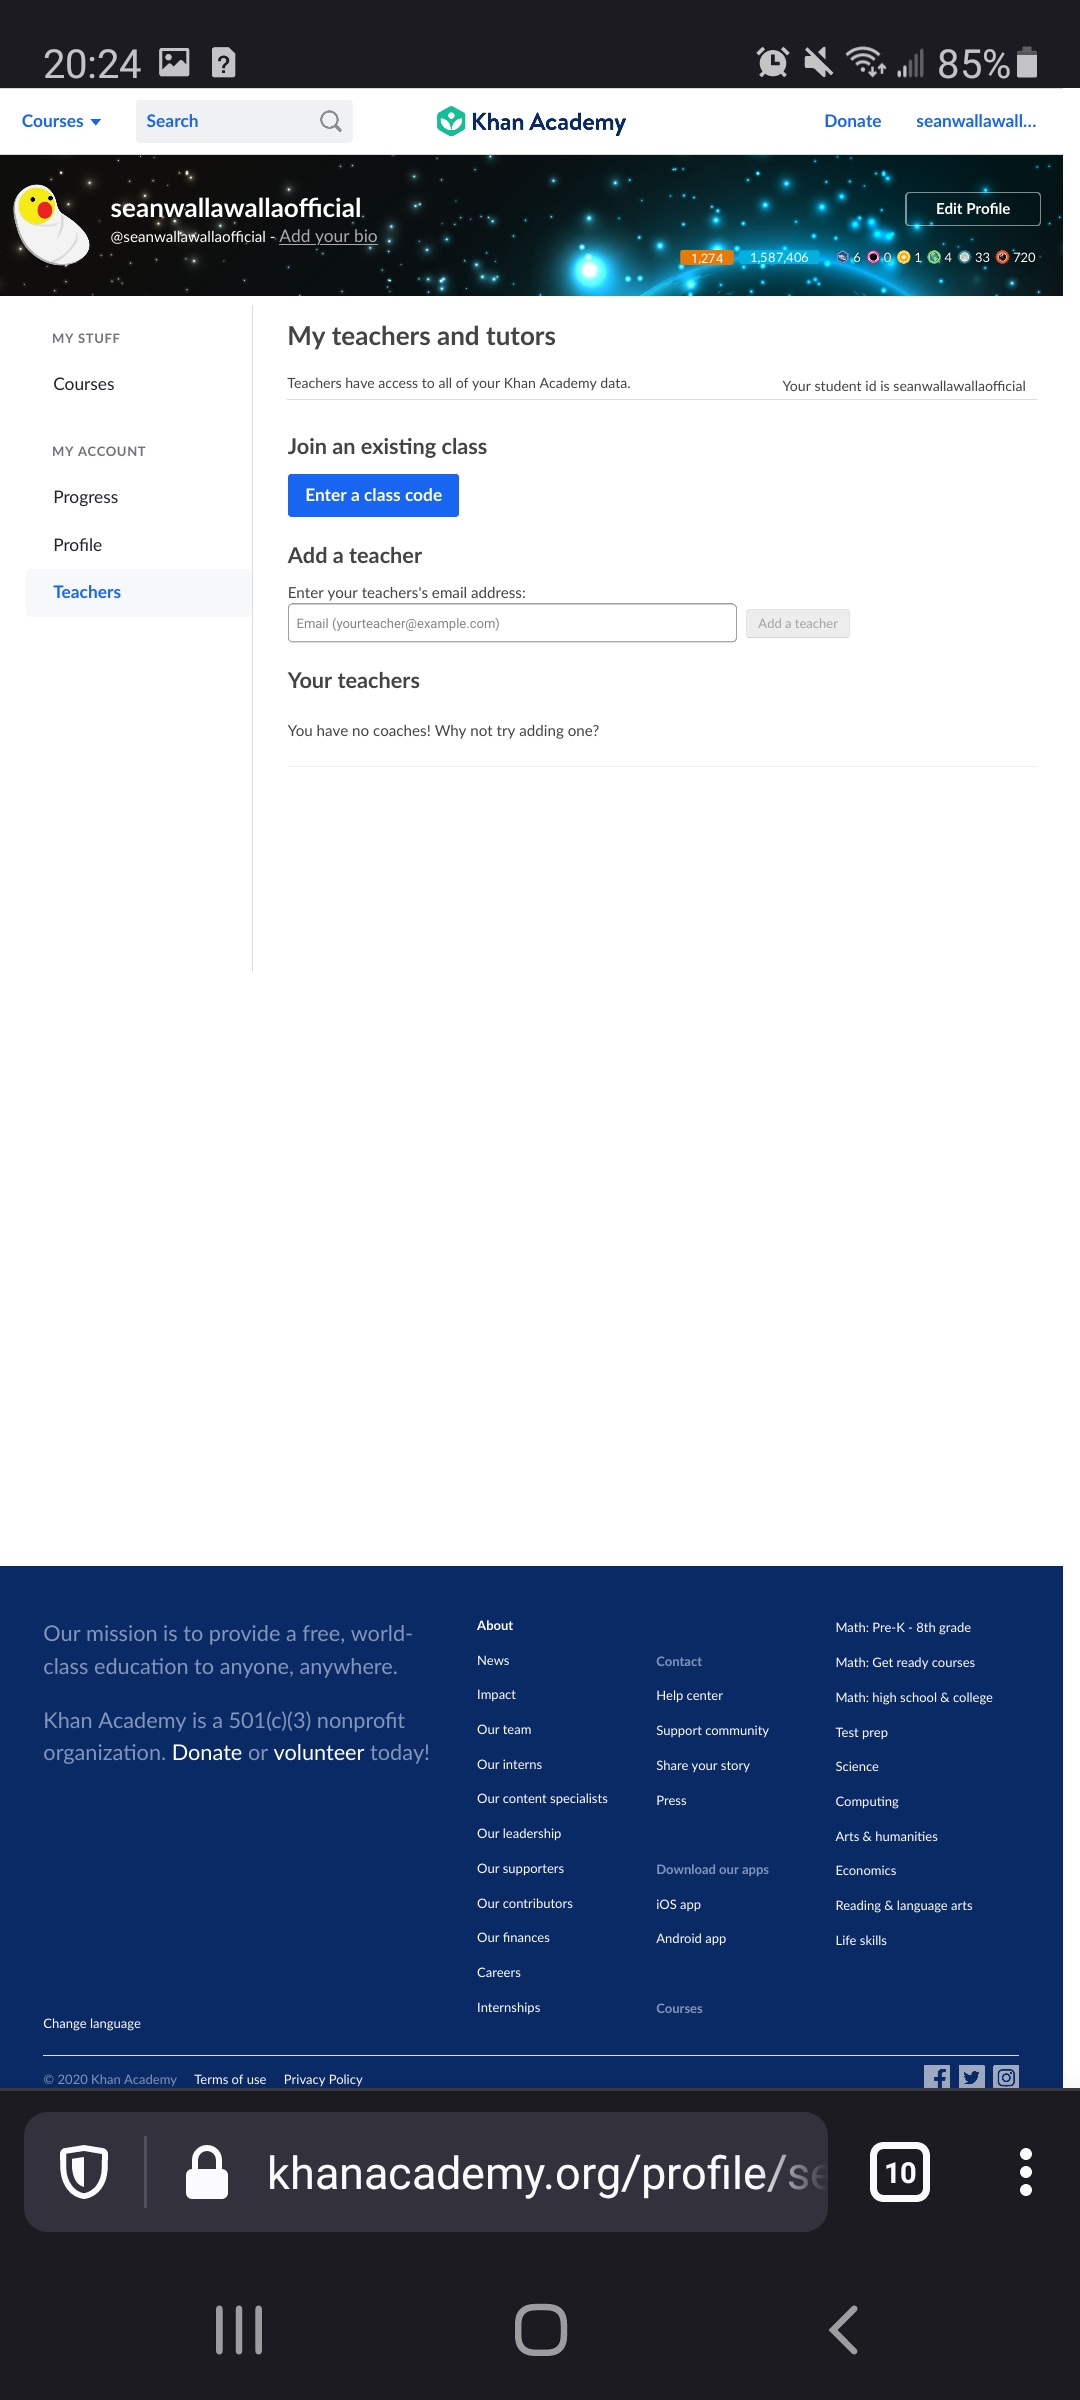 20:24
85%
Courses
Search
Khan Academy
Donate
seanwallawall...
seanwallawallaofficial
@seanwallawallaofficial - Add your bio
Edit Profile
1,274
1,587,406
6
0
1
4
33
720
MY STUFF
Courses
MY ACCOUNT
Progress
Profile
Teachers
My teachers and tutors
Teachers have access to all of your Khan Academy data.
Your student id is seanwallawallaofficial
Join an existing class
Enter a class code
Add a teacher
Enter your teachers's email address:
Email (yourteacher@example.com)
Add a teacher
Your teachers
You have no coaches! Why not try adding one?
Our mission is to provide a free, world-
class education to anyone, anywhere.
Khan Academy is a 501(c)(3) nonprofit
organization. Donate or volunteer today!
Change language
About
News
Impact
Our team
Our interns
Our content specialists
Our leadership
Our supporters
Our contributors
Our finances
Careers
Internships
Contact
Help center
Support community
Share your story
Press
Download our apps
iOS app
Android app
Courses
Math: Pre-K - 8th grade
Math: Get ready courses
Math: high school & college
Test prep
Science
Computing
Arts & humanities
Economics
Reading & language arts
Life skills
© 2020 Khan Academy
Terms of use
Privacy Policy
khanacademy.org/profile/se
10